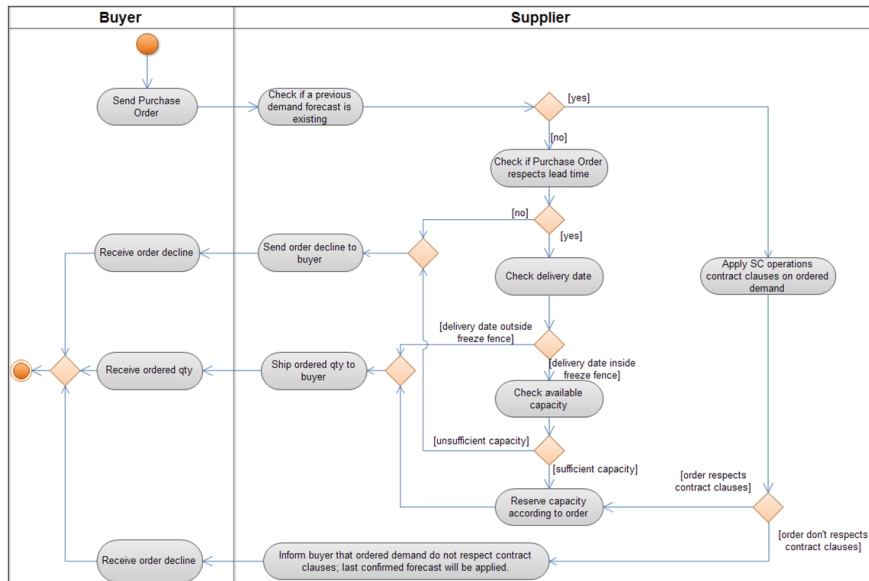 Buyer
Supplier
Send Purchase
Order
Check if a previous
demand forecast is
existing
[yes]
[no]
Check if Purchase Order
respects lead time
[no]
[yes]
Receive order decline
Send order decline to
buyer
Check delivery date
Apply SC operations
contract clauses on ordered
demand
[delivery date outside
freeze fence]
[delivery date inside
freeze fence]
Receive ordered qty
Ship ordered qty to
buyer
Check available
capacity
[unsufficient capacity]
[sufficient capacity]
[order respects
contract clauses]
Reserve capacity
according to order
[order don't respects
contract clauses]
Receive order decline
Inform buyer that ordered demand do not respect contract
clauses; last confirmed forecast will be applied.